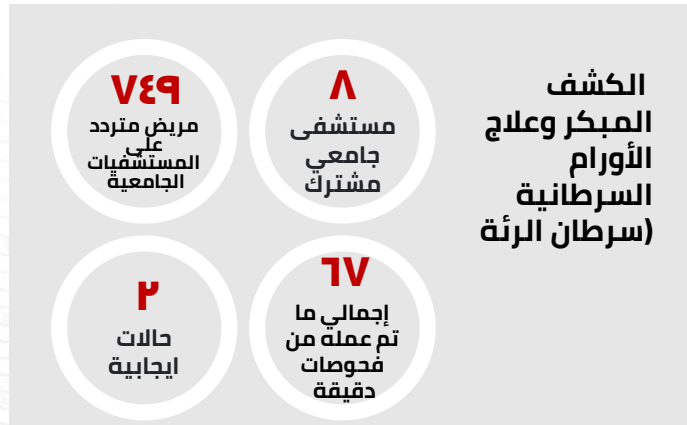 الكشف
المبكر وعلاج
الأورام
السرطانية
(سرطان الرئة
٨
مستشفى
جامعي
مشترك
٧٤٩
مريض متردد
على
المستشفيات
الجامعية
٦٧
إجمالي ما
تم عمله من
فحوصات
دقيقة
٢
حالات
ايجابية